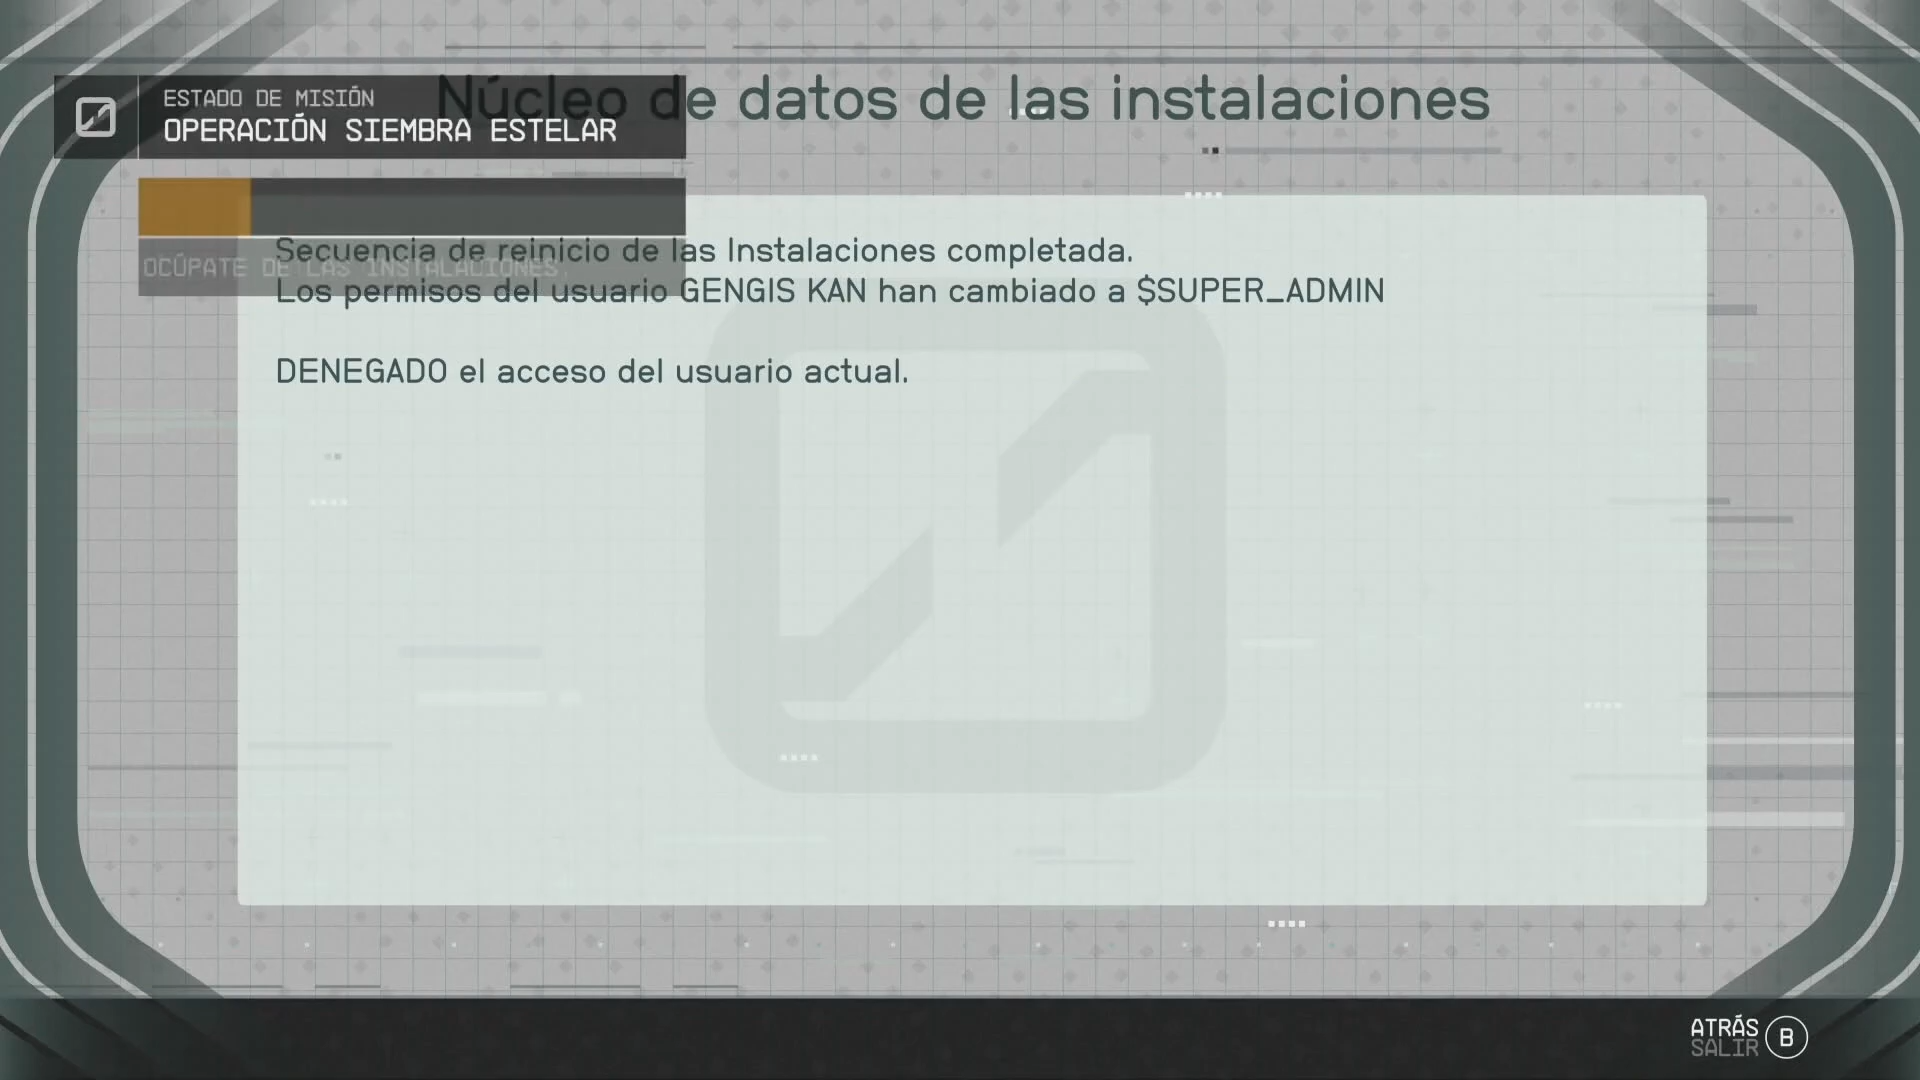 Núcleo de datos de las instalaciones
ESTADO DE MISIÓN
OPERACIÓN SIEMBRA ESTELAR
Secuencia de reinicio de las Instalaciones completada.
OCÚPATE DE LAS INSTALACIONES.
Los permisos del usuario GENGIS KAN han cambiado a $SUPER_ADMIN
DENEGADO el acceso del usuario actual.
ATRÁS
SALIR
B